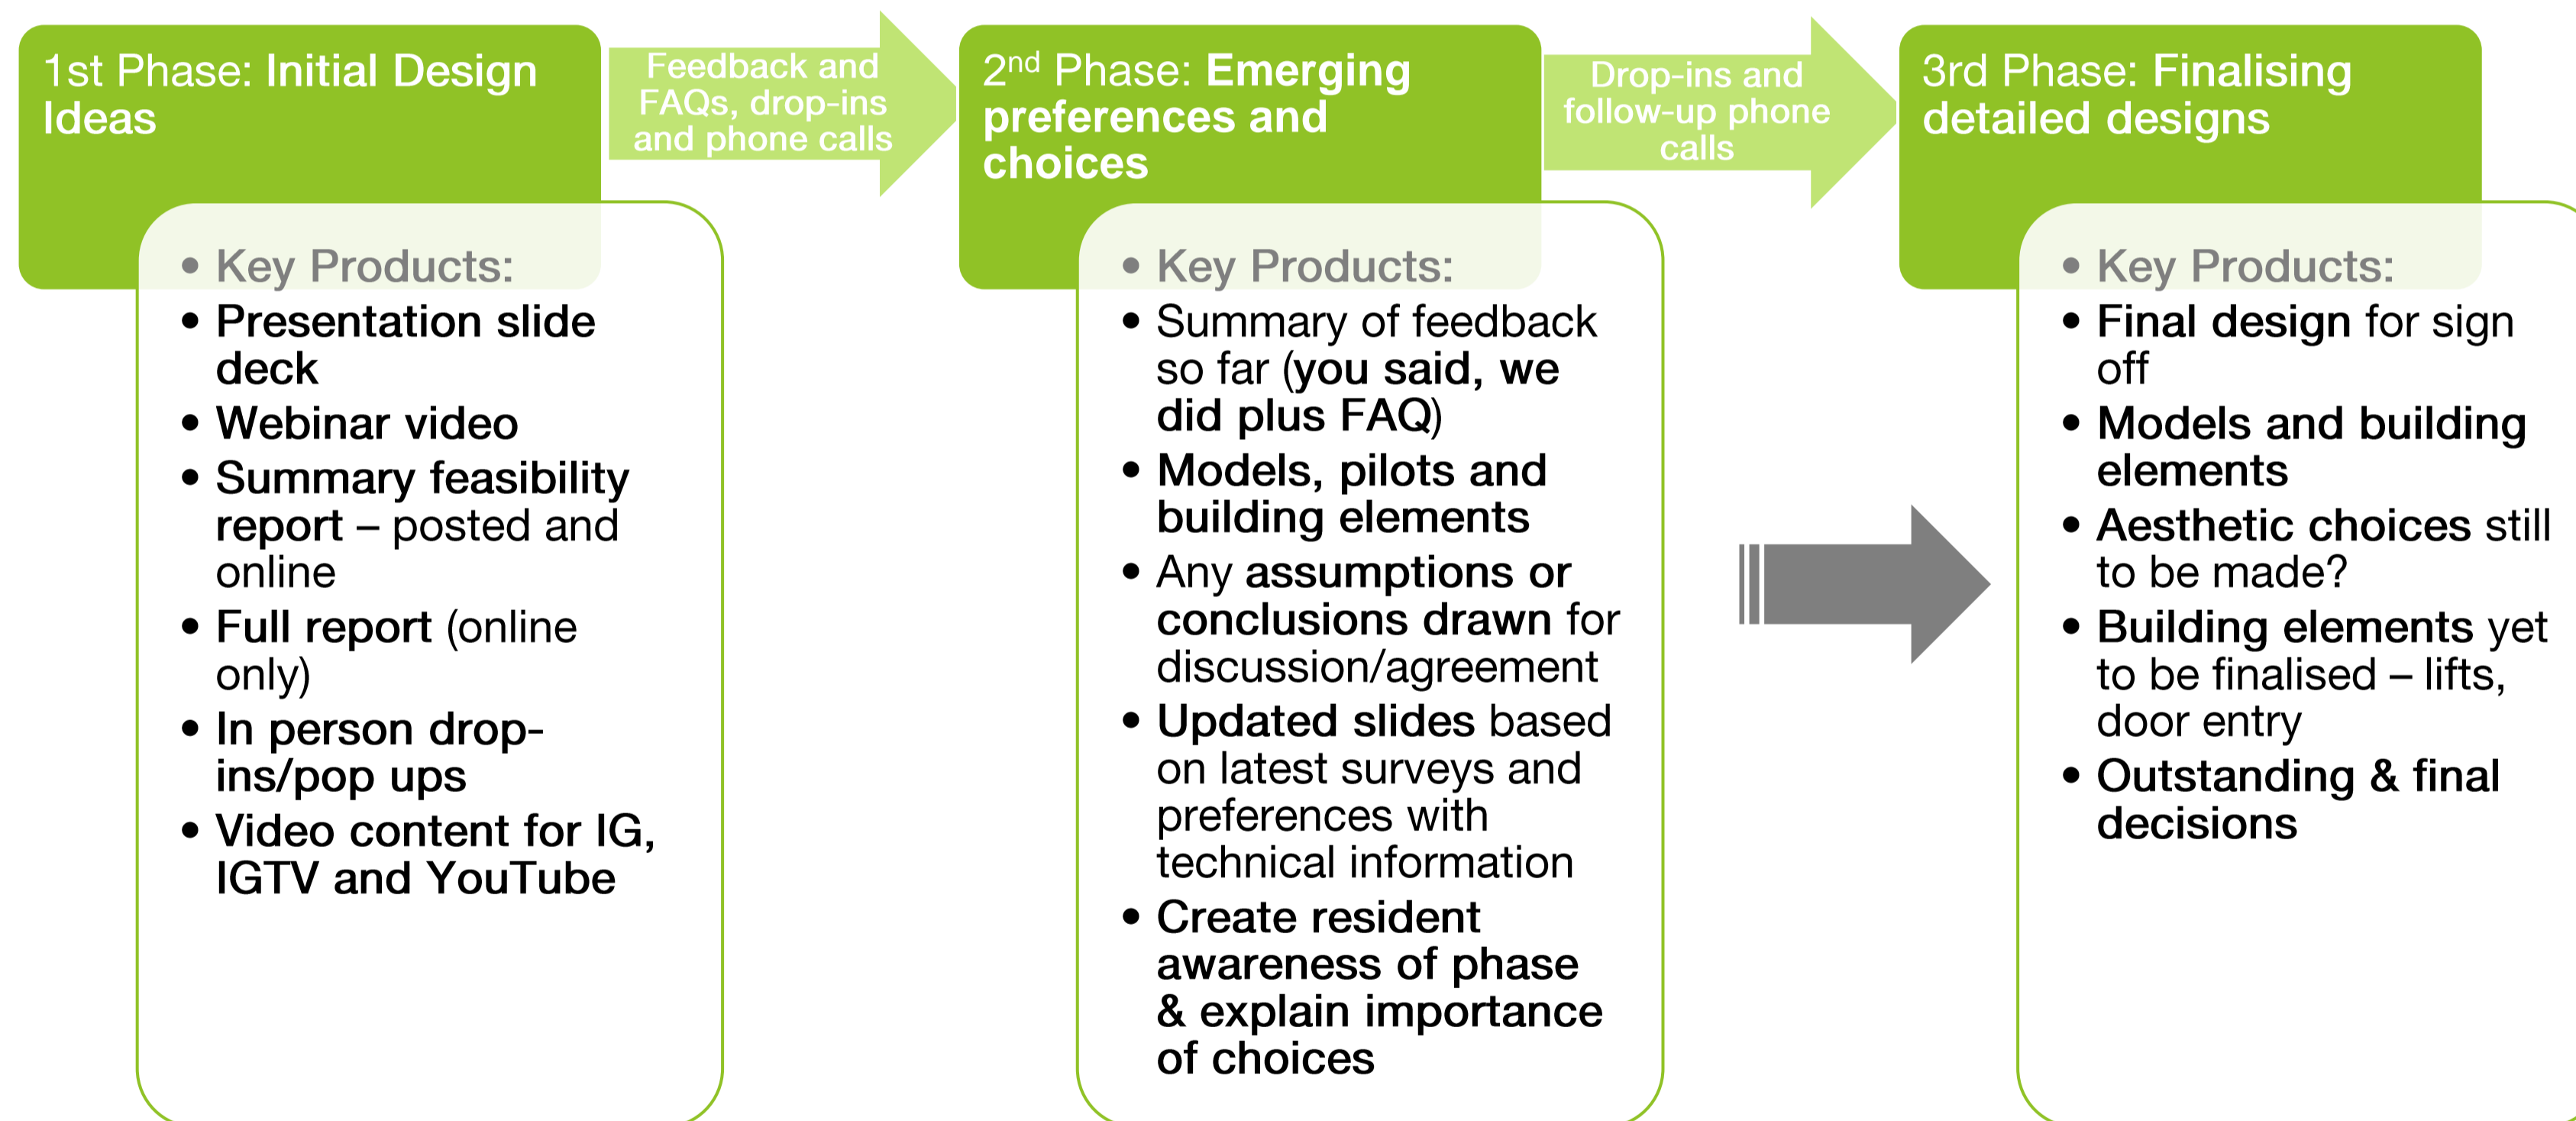 1st Phase: Initial Design
Ideas
Feedback and
FAQs, drop-ins
and phone calls
2nd Phase: Emerging
preferences and
choices
Drop-ins and
follow-up phone
calls
3rd Phase: Finalising
detailed designs
• Key Products:
• Presentation slide
deck
• Webinar video
• Summary feasibility
report – posted and
online
• Full report (online
only)
• In person drop-
ins/pop ups
• Video content for IG,
IGTV and YouTube
• Key Products:
• Summary of feedback
so far (you said, we
did plus FAQ)
• Models, pilots and
building elements
• Any assumptions or
conclusions drawn for
discussion/agreement
• Updated slides based
on latest surveys and
preferences with
technical information
• Create resident
awareness of phase
& explain importance
of choices
• Key Products:
• Final design for sign
off
• Models and building
elements
• Aesthetic choices still
to be made?
• Building elements yet
to be finalised – lifts,
door entry
• Outstanding & final
decisions